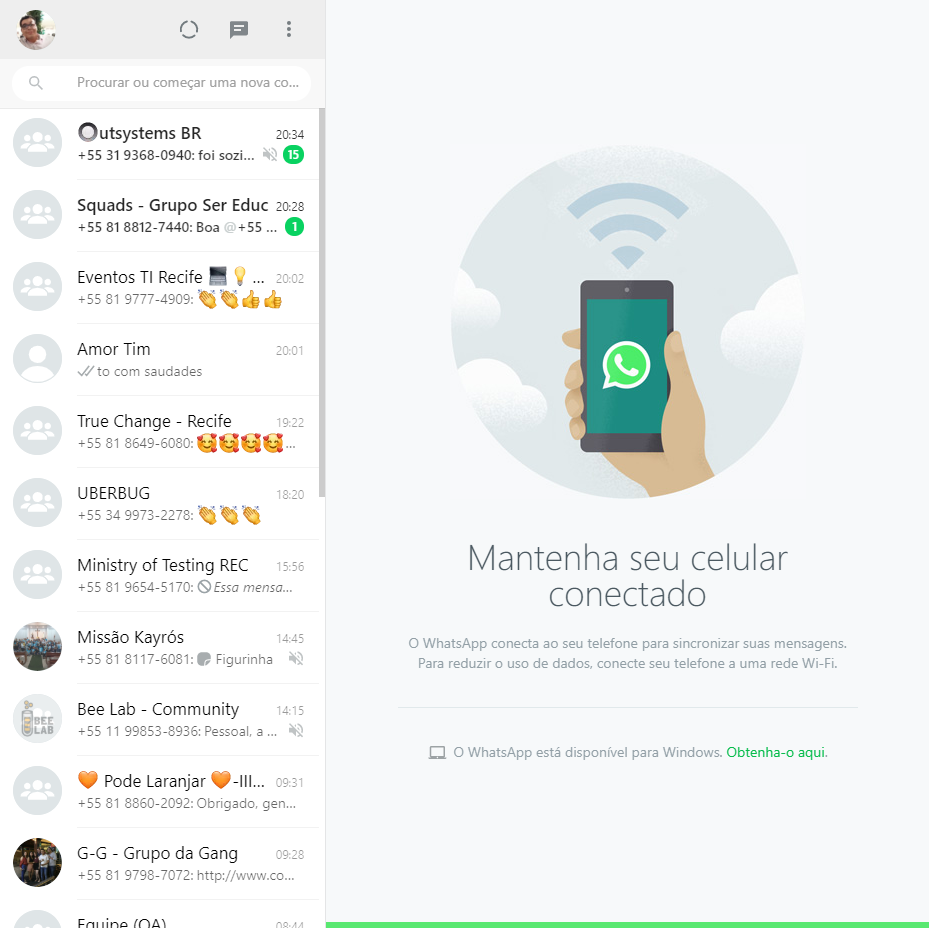 Procurar ou começar uma nova co...
utsystems BR 20:34
+55 31 9368-0940: foi sozi... 15
Squads - Grupo Ser Educ 20:28
+55 81 8812-7440: Boa @+55 ... 1
Eventos TI Recife 💻💡 ... 20:02
+55 81 9777-4909: 👏👏👍👍
Amor Tim 20:01
to com saudades
True Change - Recife 19:22
+55 81 8649-6080: 🥰🥰🥰🥰...
UBERBUG 18:20
+55 34 9973-2278: 👏👏👏
Ministry of Testing REC 15:56
+55 81 9654-5170: Essa mensa...
Missão Kayrós 14:45
+55 81 8117-6081: Figurinha
Bee Lab - Community 14:15
BEE LAB
+55 11 99853-8936: Pessoal, a ...
🧡 Pode Laranjar 🧡-III... 09:31
+55 81 8860-2092: Obrigado, gen...
G-G - Grupo da Gang 09:28
+55 81 9798-7072: http://www.co...
Equipe (QA) 08:44
Mantenha seu celular
conectado
O WhatsApp conecta ao seu telefone para sincronizar suas mensagens.
Para reduzir o uso de dados, conecte seu telefone a uma rede Wi-Fi.
O WhatsApp está disponível para Windows. Obtenha-o aqui.